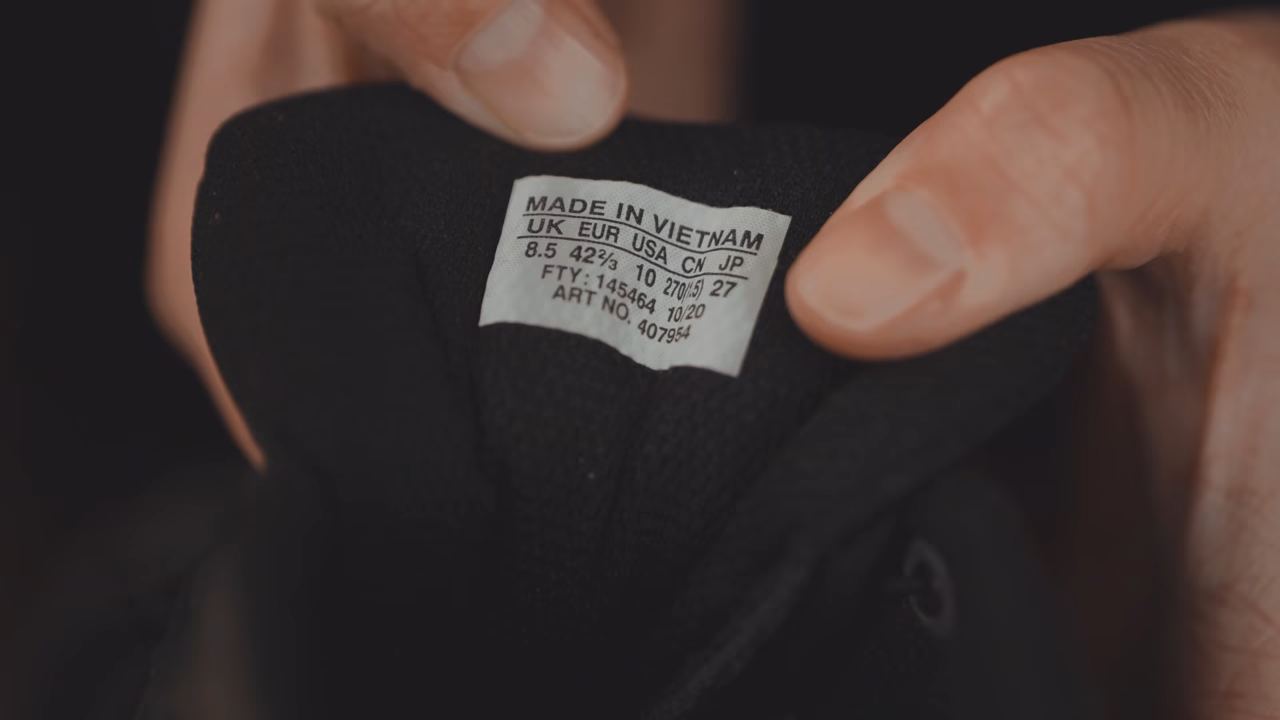 MADE IN VIETNAM
UK EUR USA CN JP
8.5 42⅔ 10 270(1.5) 27
FTY: 145464 10/20
ART NO. 407954